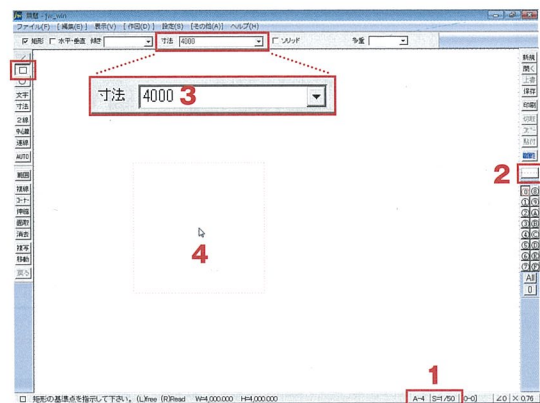 無題 - jw_win
ファイル(F) [編集(E)] 表示(V) [作図(D)] 設定(S) [その他(A)] ヘルプ(H)
矩形 水平・垂直 傾き 寸法 4000 ソリッド 多重
寸法 4000 3
文字
寸法
2線
中心線
連線
AUTO
範囲
複線
コーナー
伸縮
面取
消去
複写
移動
戻る
新規
開く
上書
保存
印刷
切取
コピー
貼付
2
All
0
4
1
矩形の基準点を指示して下さい。 (L)free (R)Read W=4,000.000 H=4,000.000 A-4 S=1/50 [0-0] ∠0 × 0.76